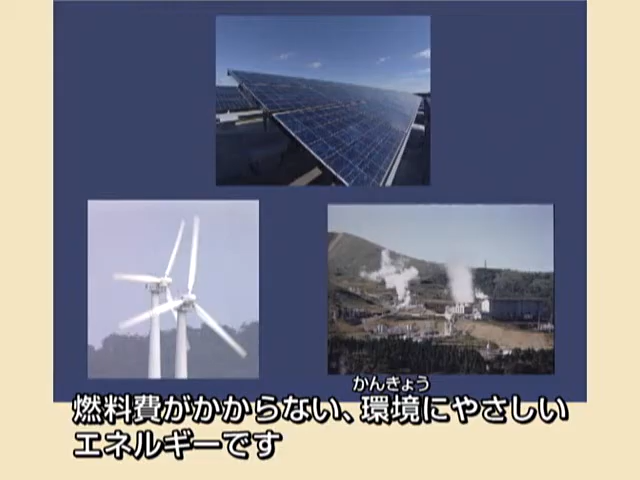 かんきょう
燃料費がかからない、環境にやさしい
エネルギーです